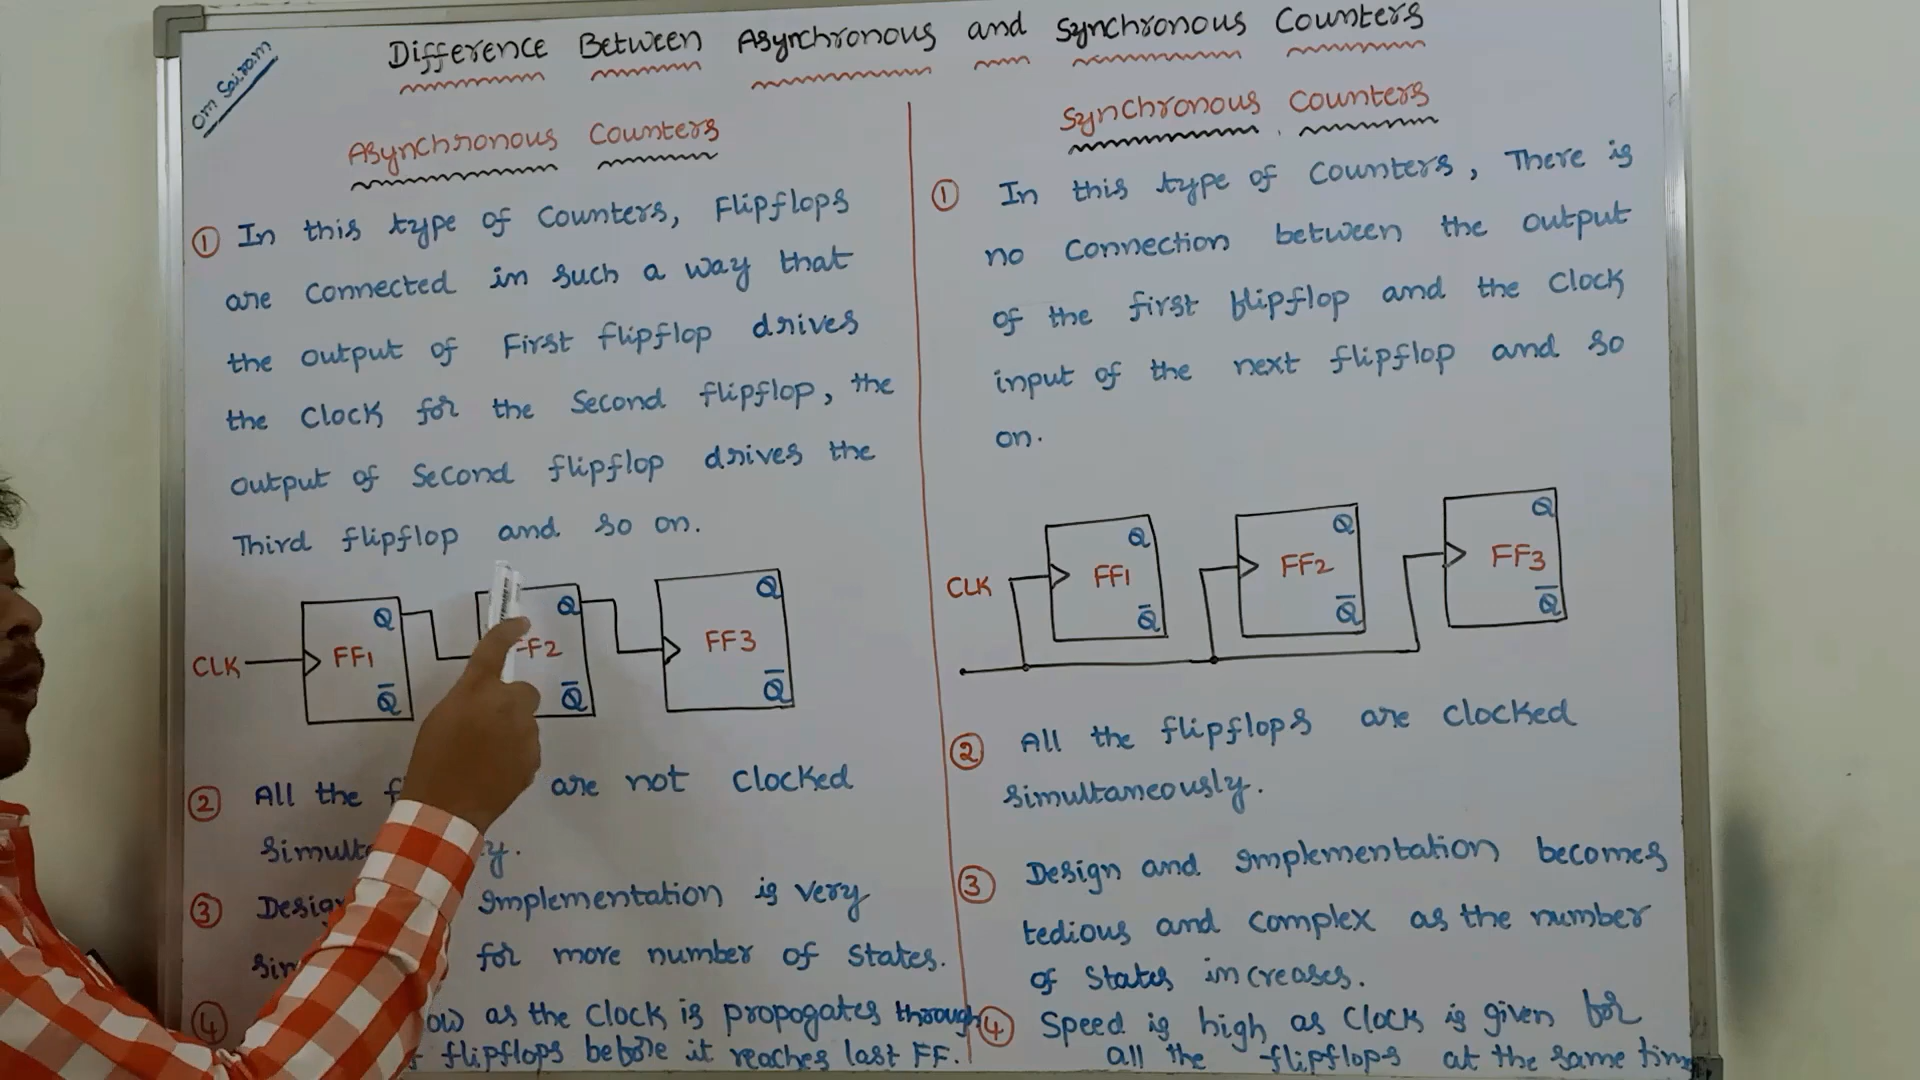 Om Sairam
Difference Between Asynchronous and Synchronous Counters
Asynchronous Counters
① In this type of Counters, Flipflops
are connected in such a way that
the output of First flipflop drives
the Clock for the Second flipflop, the
output of Second flipflop drives the
Third flipflop and so on.
CLK
FF1
Q
Q̅
FF2
Q
Q̅
FF3
Q
Q̅
② All the are not Clocked
③ Implementation is very
for more number of States.
④ as the Clock is propogates through
flipflops before it reaches last FF.
Synchronous Counters
① In this type of Counters, There is
no Connection between the output
of the first flipflop and the Clock
input of the next flipflop and so
on.
CLK
FF1
Q
Q̅
FF2
Q
Q̅
FF3
Q
Q̅
② All the flipflops are Clocked
simultaneously.
③ Design and Implementation becomes
tedious and complex as the number
of States increases.
④ Speed is high as Clock is given for
all the flipflops at the same time